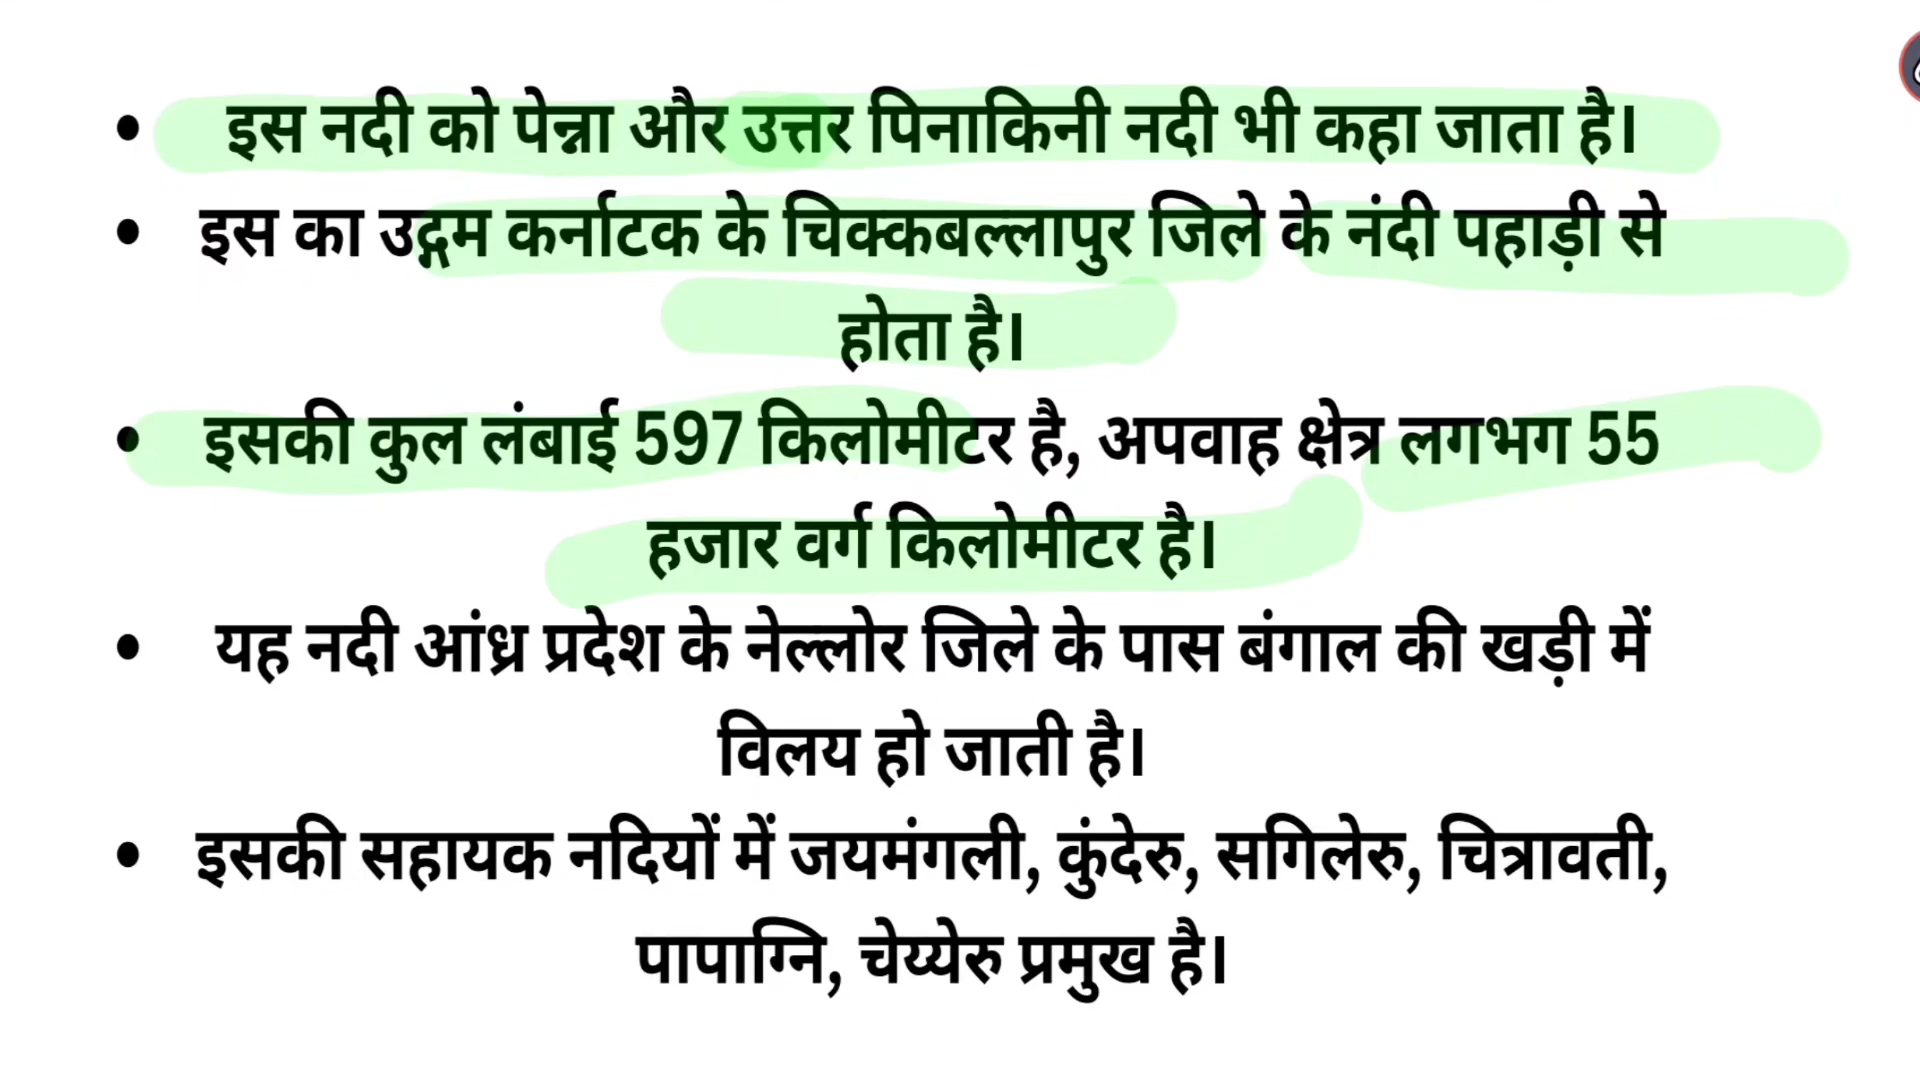 • इस नदी को पेन्ना और उत्तर पिनाकिनी नदी भी कहा जाता है।
• इस का उद्गम कर्नाटक के चिक्कबल्लापुर जिले के नंदी पहाड़ी से
होता है।
• इसकी कुल लंबाई 597 किलोमीटर है, अपवाह क्षेत्र लगभग 55
हजार वर्ग किलोमीटर है।
• यह नदी आंध्र प्रदेश के नेल्लोर जिले के पास बंगाल की खड़ी में
विलय हो जाती है।
• इसकी सहायक नदियों में जयमंगली, कुंदेरु, सगिलेरु, चित्रावती,
पापाग्नि, चेय्येरु प्रमुख है।